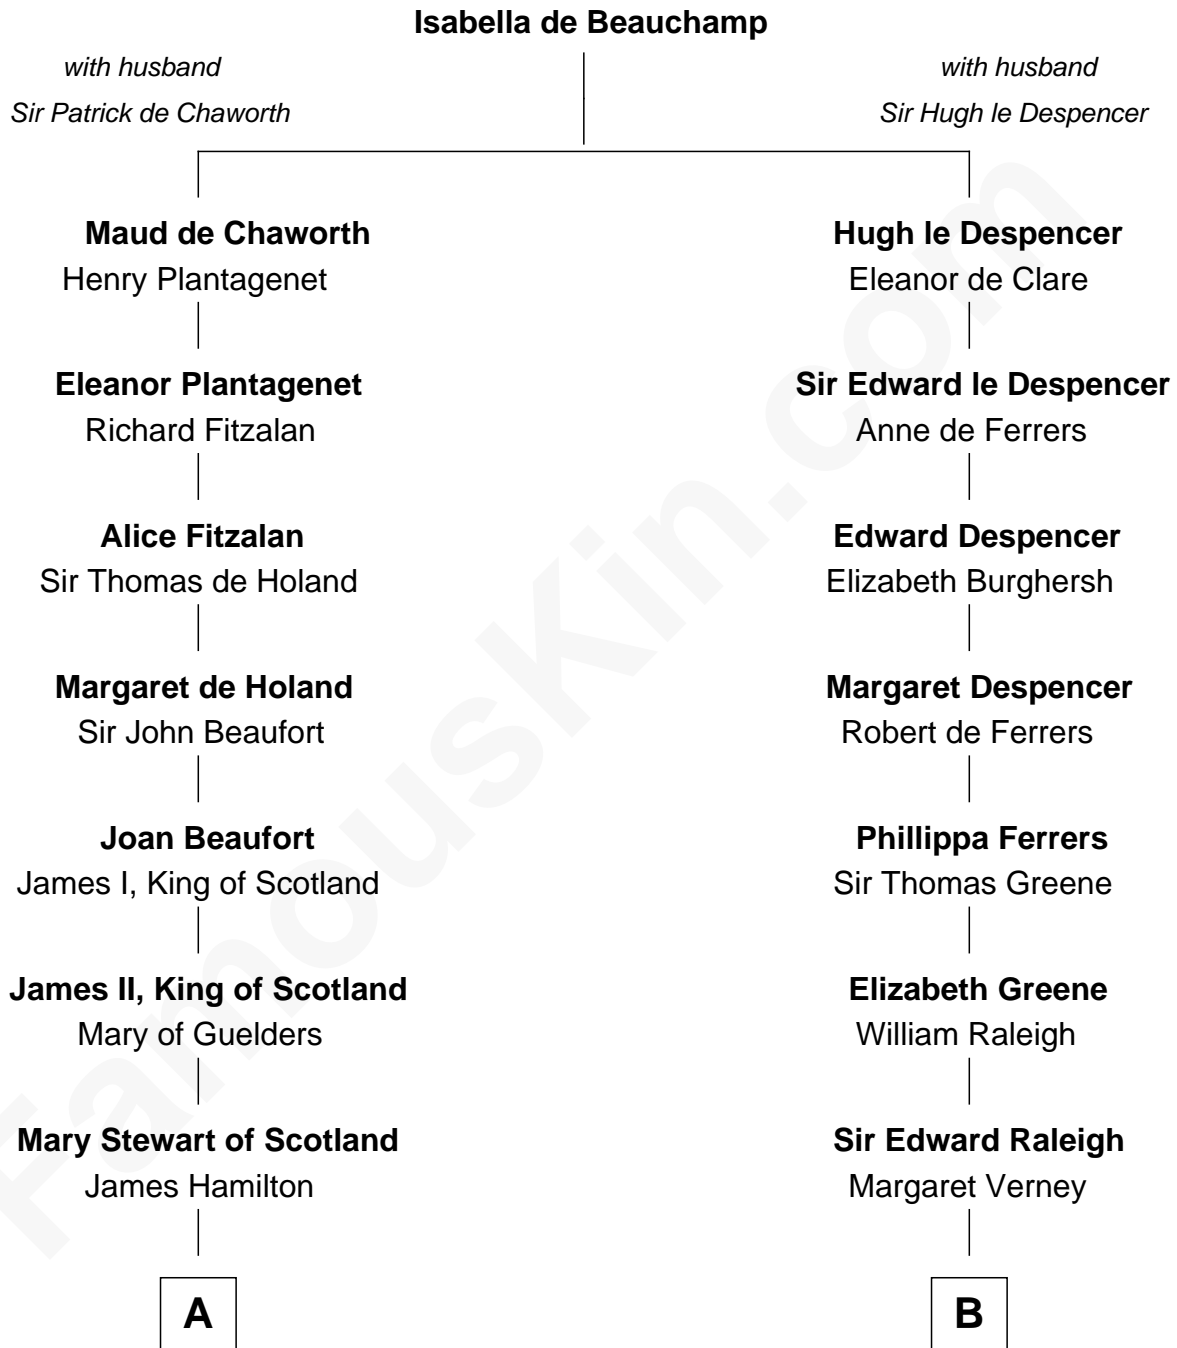 Isabella de Beauchamp
with husband
Sir Patrick de Chaworth
with husband
Sir Hugh le Despencer
Maud de Chaworth
Henry Plantagenet
Eleanor Plantagenet
Richard Fitzalan
Alice Fitzalan
Sir Thomas de Holand
Margaret de Holand
Sir John Beaufort
Joan Beaufort
James I, King of Scotland
James II, King of Scotland
Mary of Guelders
Mary Stewart of Scotland
James Hamilton
A
Hugh le Despencer
Eleanor de Clare
Sir Edward le Despencer
Anne de Ferrers
Edward Despencer
Elizabeth Burghersh
Margaret Despencer
Robert de Ferrers
Phillippa Ferrers
Sir Thomas Greene
Elizabeth Greene
William Raleigh
Sir Edward Raleigh
Margaret Verney
B
FamousKin.com